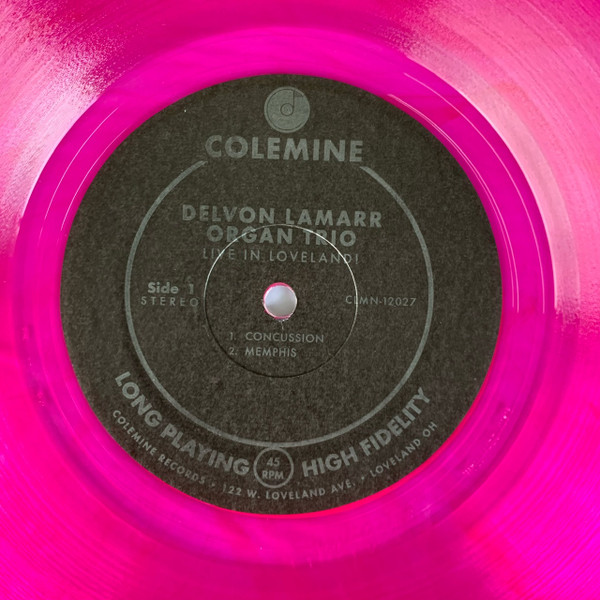 COLEMINE
DELVON LAMARR
ORGAN TRIO
LIVE IN LOVELAND!
Side 1
STEREO
CLMN-12027
1. CONCUSSION
2. MEMPHIS
LONG PLAYING
45
RPM
HIGH FIDELITY
COLEMINE RECORDS • 122 W. LOVELAND AVE. • LOVELAND OH